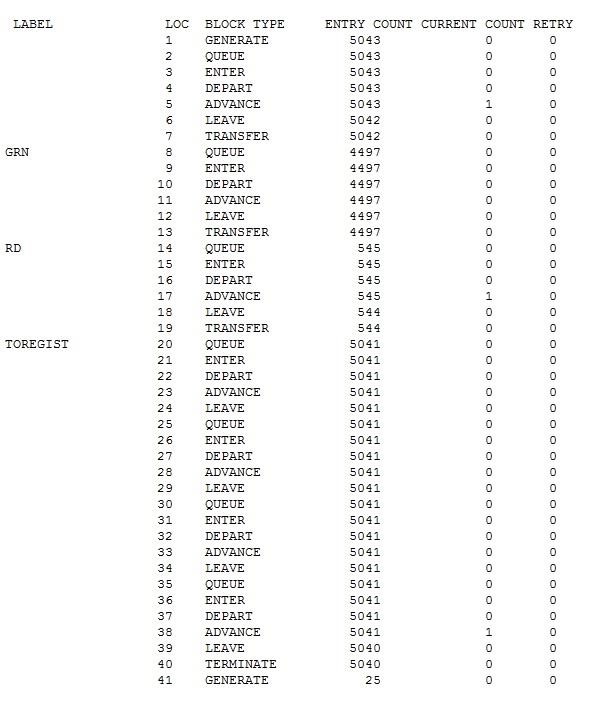 LABEL LOC BLOCK TYPE ENTRY COUNT CURRENT COUNT RETRY
1 GENERATE 5043 0 0
2 QUEUE 5043 0 0
3 ENTER 5043 0 0
4 DEPART 5043 0 0
5 ADVANCE 5043 1 0
6 LEAVE 5042 0 0
7 TRANSFER 5042 0 0
GRN 8 QUEUE 4497 0 0
9 ENTER 4497 0 0
10 DEPART 4497 0 0
11 ADVANCE 4497 0 0
12 LEAVE 4497 0 0
13 TRANSFER 4497 0 0
RD 14 QUEUE 545 0 0
15 ENTER 545 0 0
16 DEPART 545 0 0
17 ADVANCE 545 1 0
18 LEAVE 544 0 0
19 TRANSFER 544 0 0
TOREGIST 20 QUEUE 5041 0 0
21 ENTER 5041 0 0
22 DEPART 5041 0 0
23 ADVANCE 5041 0 0
24 LEAVE 5041 0 0
25 QUEUE 5041 0 0
26 ENTER 5041 0 0
27 DEPART 5041 0 0
28 ADVANCE 5041 0 0
29 LEAVE 5041 0 0
30 QUEUE 5041 0 0
31 ENTER 5041 0 0
32 DEPART 5041 0 0
33 ADVANCE 5041 0 0
34 LEAVE 5041 0 0
35 QUEUE 5041 0 0
36 ENTER 5041 0 0
37 DEPART 5041 0 0
38 ADVANCE 5041 1 0
39 LEAVE 5040 0 0
40 TERMINATE 5040 0 0
41 GENERATE 25 0 0